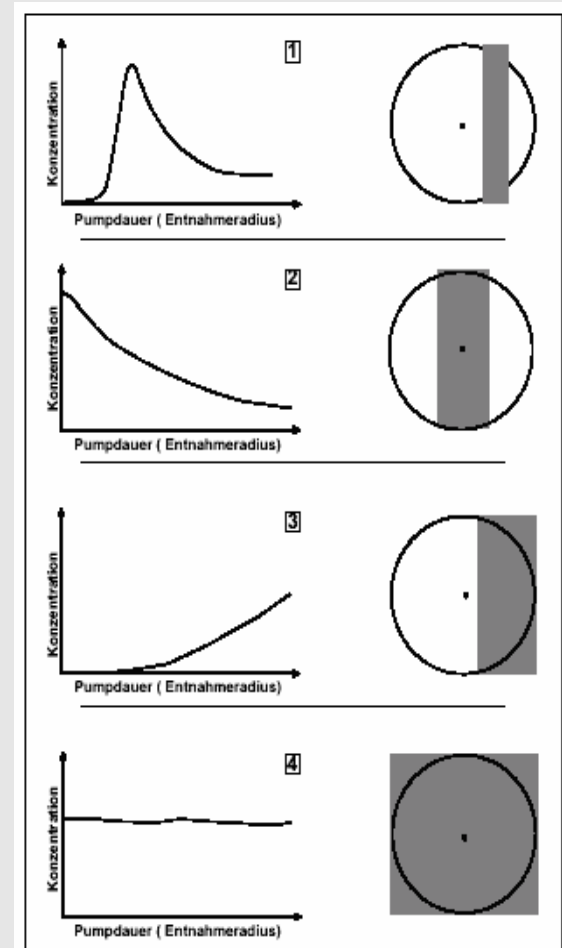 1
Konzentration
Pumpdauer ( Entnahmeradius)
2
Konzentration
Pumpdauer ( Entnahmeradius)
3
Konzentration
Pumpdauer ( Entnahmeradius)
4
Konzentration
Pumpdauer ( Entnahmeradius)